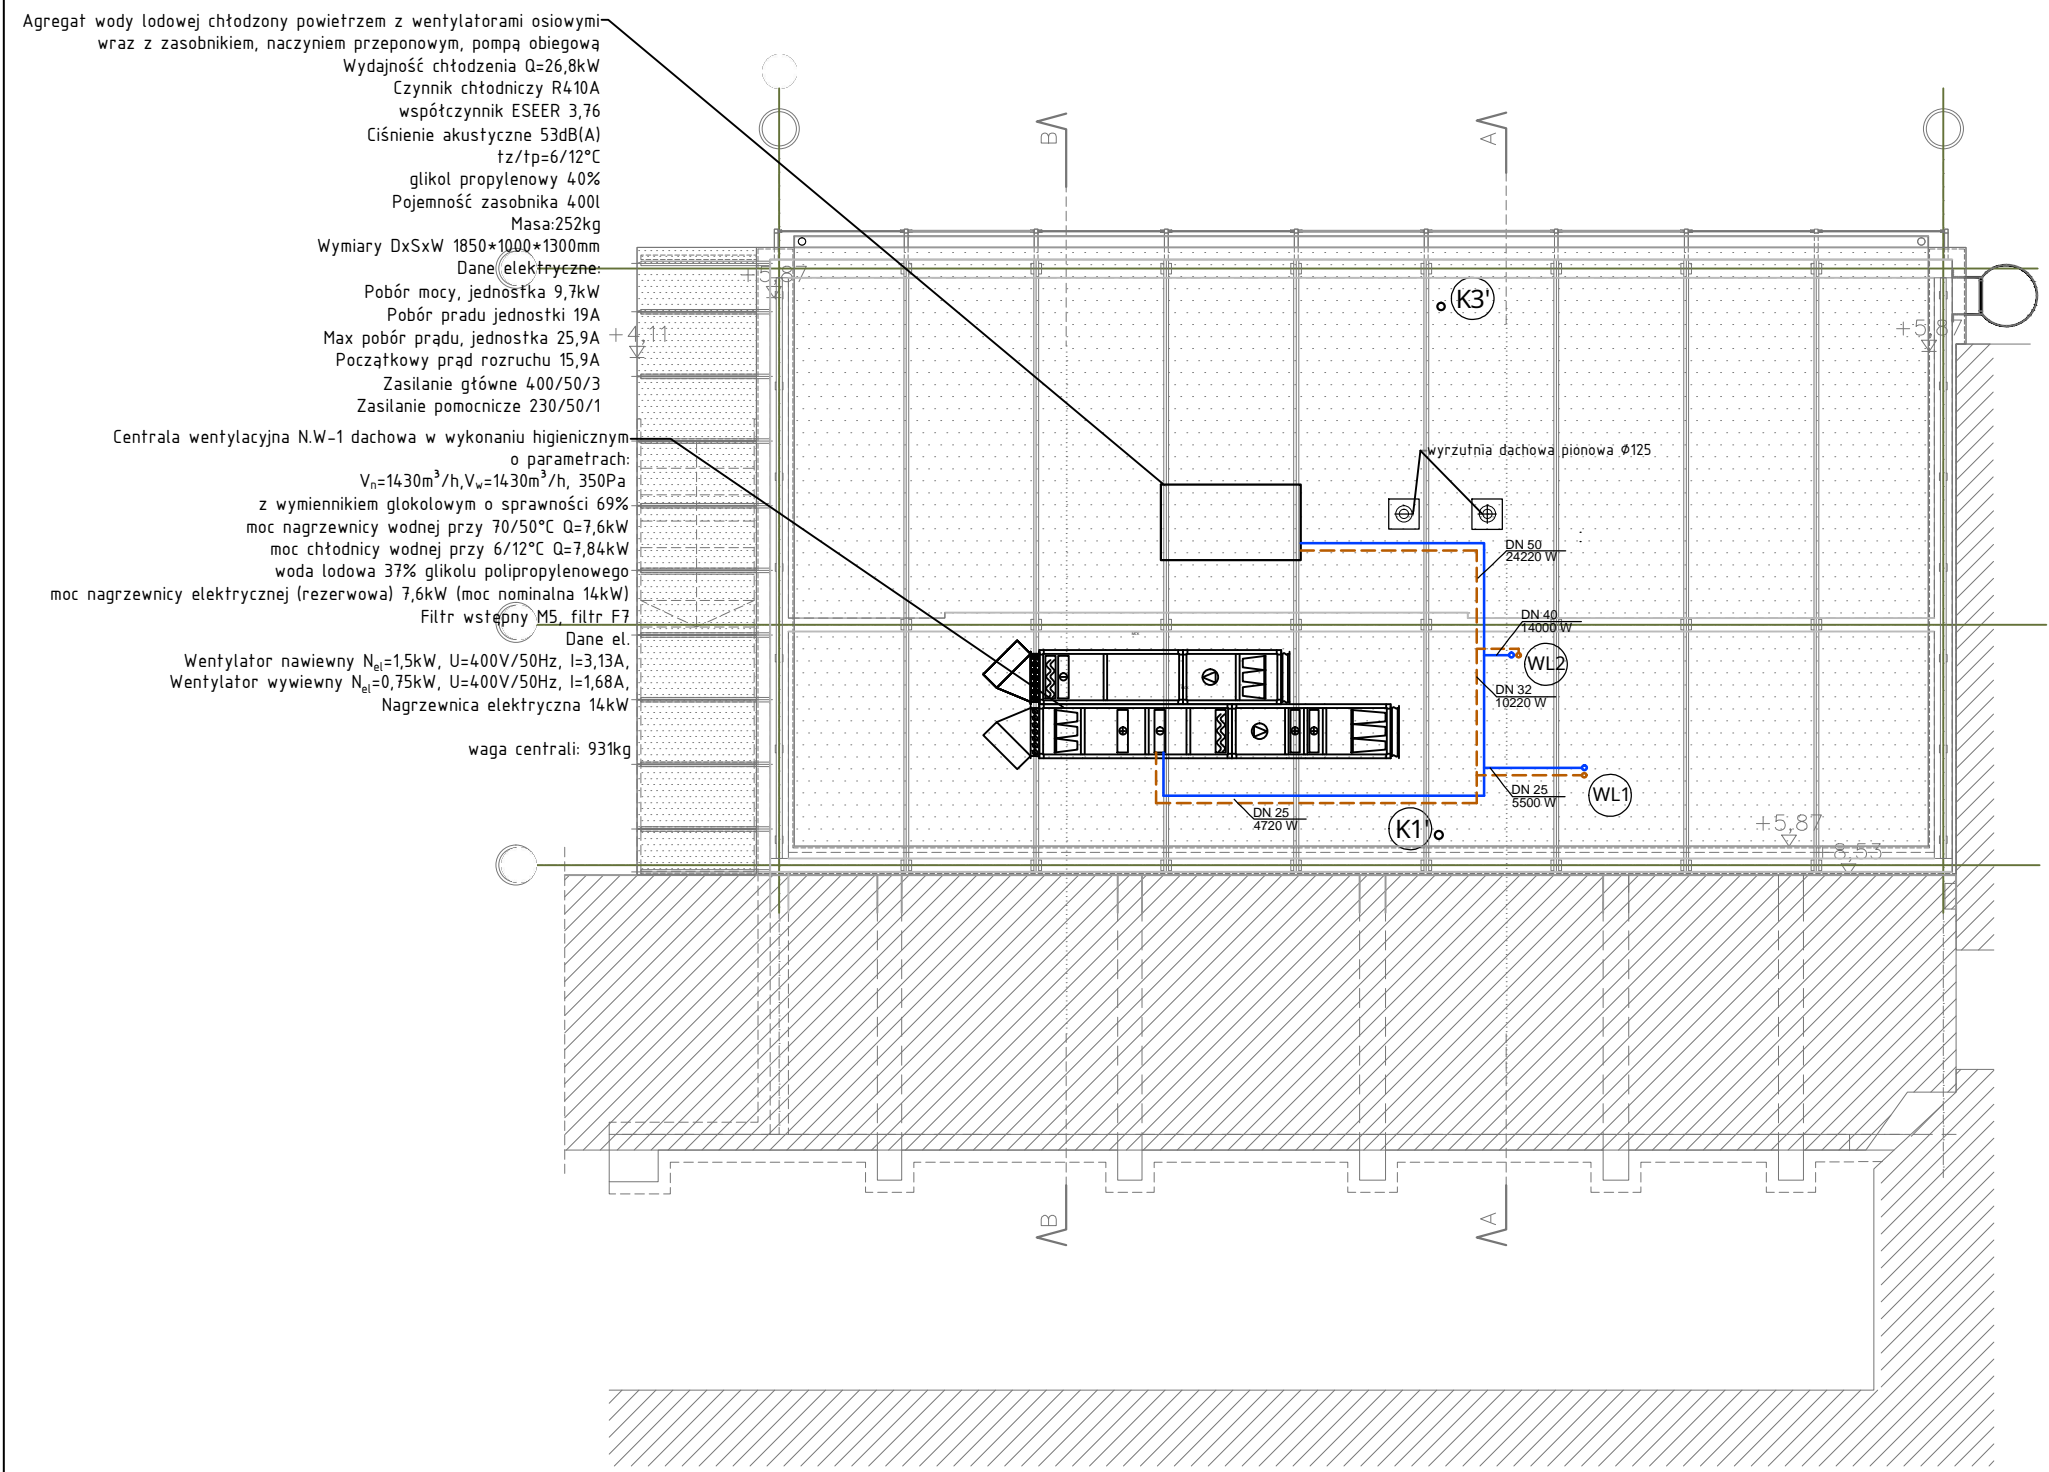 Agregat wody lodowej chłodzony powietrzem z wentylatorami osiowymi
wraz z zasobnikiem, naczyniem przeponowym, pompą obiegową
Wydajność chłodzenia Q=26,8kW
Czynnik chłodniczy R410A
współczynnik ESEER 3,76
Ciśnienie akustyczne 53dB(A)
tz/tp=6/12°C
glikol propylenowy 40%
Pojemność zasobnika 400l
Masa:252kg
Wymiary DxSxW 1850*1000*1300mm
Dane elektryczne:
Pobór mocy, jednostka 9,7kW
Pobór pradu jednostki 19A
Max pobór prądu, jednostka 25,9A
Początkowy prąd rozruchu 15,9A
Zasilanie główne 400/50/3
Zasilanie pomocnicze 230/50/1
Centrala wentylacyjna N.W-1 dachowa w wykonaniu higienicznym
o parametrach:
Vn=1430m³/h,Vw=1430m³/h, 350Pa
z wymiennikiem glokolowym o sprawności 69%
moc nagrzewnicy wodnej przy 70/50°C Q=7,6kW
moc chłodnicy wodnej przy 6/12°C Q=7,84kW
woda lodowa 37% glikolu polipropylenowego
moc nagrzewnicy elektrycznej (rezerwowa) 7,6kW (moc nominalna 14kW)
Filtr wstępny M5, filtr F7
Dane el.
Wentylator nawiewny Nel=1,5kW, U=400V/50Hz, I=3,13A,
Wentylator wywiewny Nel=0,75kW, U=400V/50Hz, I=1,68A,
Nagrzewnica elektryczna 14kW
waga centrali: 931kg
B
A
+5,87
+4,11
+5,87
K3'
wyrzutnia dachowa pionowa Ø125
DN 50
24220 W
DN 40
14000 W
WL2
DN 32
10220 W
DN 25
5500 W
WL1
DN 25
4720 W
K1'
+5,87
+8,53
B
A